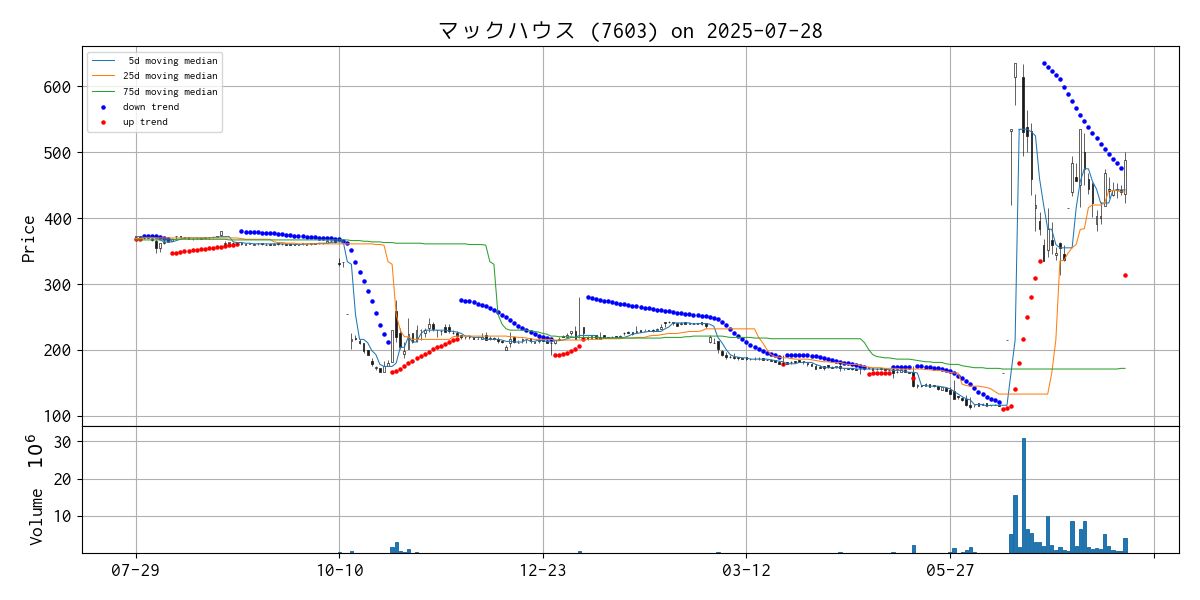 マックハウス (7603) on 2025-07-28
5d moving median
25d moving median
75d moving median
down trend
up trend
Price
600
500
400
300
200
100
Volume 10^6
30
20
10
07-29
10-10
12-23
03-12
05-27